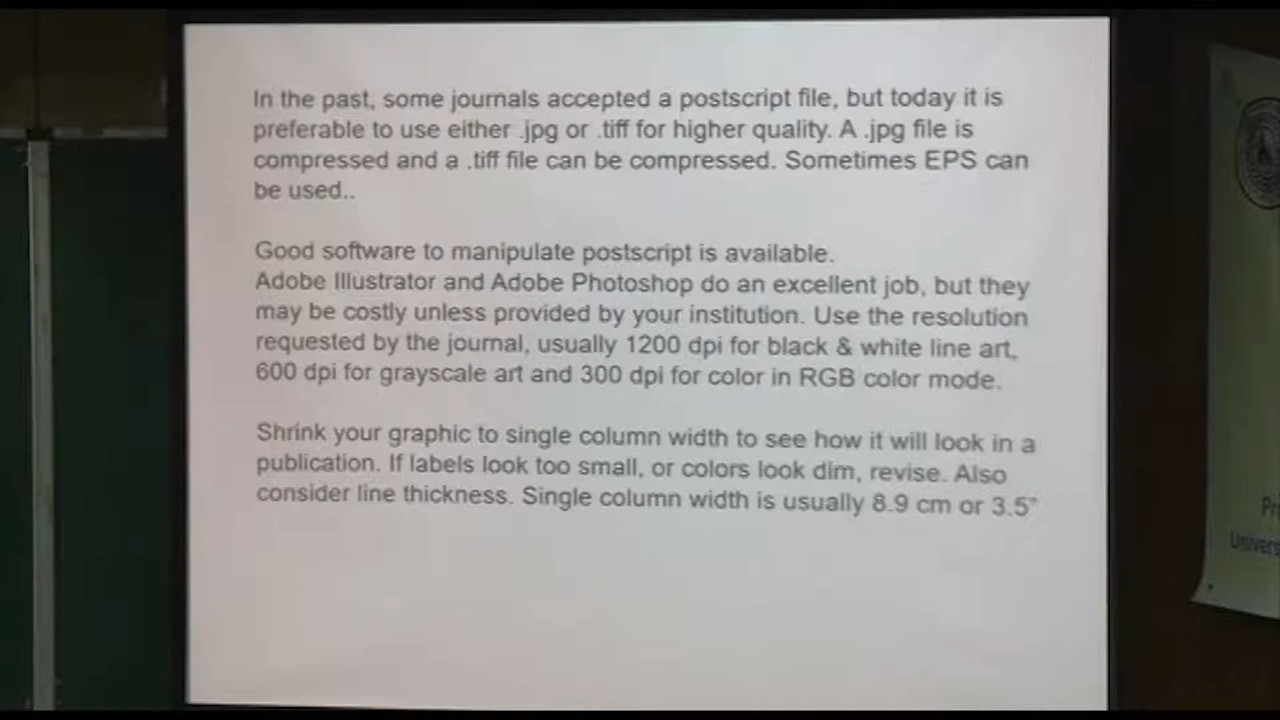 In the past, some journals accepted a postscript file, but today it is
preferable to use either .jpg or .tiff for higher quality. A .jpg file is
compressed and a .tiff file can be compressed. Sometimes EPS can
be used..
Good software to manipulate postscript is available.
Adobe Illustrator and Adobe Photoshop do an excellent job, but they
may be costly unless provided by your institution. Use the resolution
requested by the journal, usually 1200 dpi for black & white line art,
600 dpi for grayscale art and 300 dpi for color in RGB color mode.
Shrink your graphic to single column width to see how it will look in a
publication. If labels look too small, or colors look dim, revise. Also
consider line thickness. Single column width is usually 8.9 cm or 3.5"